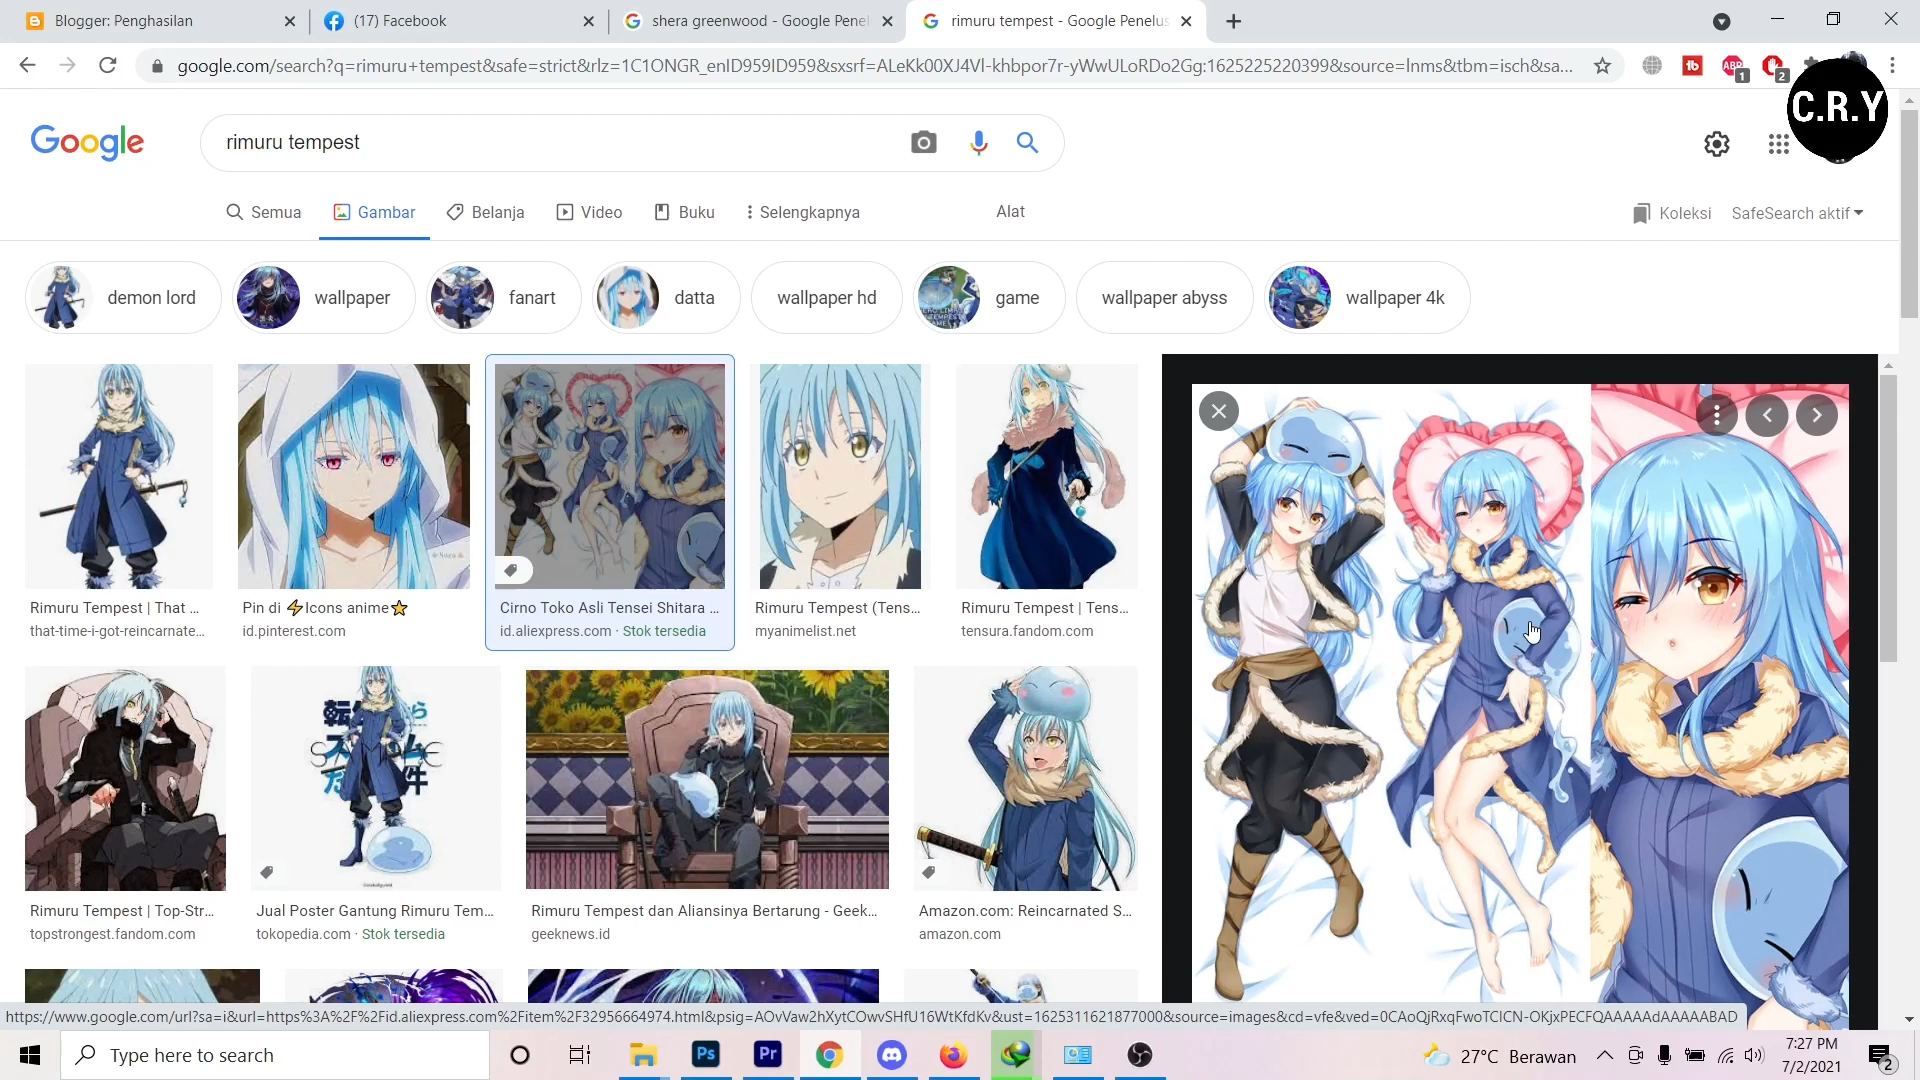 Blogger: Penghasilan
(17) Facebook
shera greenwood - Google Penel
rimuru tempest - Google Penelus
google.com/search?q=rimuru+tempest&safe=strict&rlz=1C1ONGR_enID959ID959&sxsrf=ALeKk00XJ4Vl-khbpor7r-yWwULoRDo2Gg:1625225220399&source=lnms&tbm=isch&sa...
ABP
1
2
C.R.Y
Google
rimuru tempest
Semua
Gambar
Belanja
Video
Buku
Selengkapnya
Alat
Koleksi
SafeSearch aktif
demon lord
wallpaper
fanart
datta
wallpaper hd
game
wallpaper abyss
wallpaper 4k
Rimuru Tempest | That ...
that-time-i-got-reincarnate...
Pin di ⚡Icons anime⭐
id.pinterest.com
Cirno Toko Asli Tensei Shitara ...
id.aliexpress.com · Stok tersedia
Rimuru Tempest (Tens...
myanimelist.net
Rimuru Tempest | Tens...
tensura.fandom.com
Rimuru Tempest | Top-Str...
topstrongest.fandom.com
Jual Poster Gantung Rimuru Tem...
tokopedia.com · Stok tersedia
Rimuru Tempest dan Aliansinya Bertarung - Geek...
geeknews.id
Amazon.com: Reincarnated S...
amazon.com
https://www.google.com/url?sa=i&url=https%3A%2F%2Fid.aliexpress.com%2Fitem%2F32956664974.html&psig=AOvVaw2hXytCOwvSHfU16WtKfdKv&ust=1625311621877000&source=images&cd=vfe&ved=0CAoQjRxqFwoTCICN-OKjxPECFQAAAAAdAAAAABAD
Type here to search
Ps
Pr
27°C Berawan
7:27 PM
7/2/2021
2